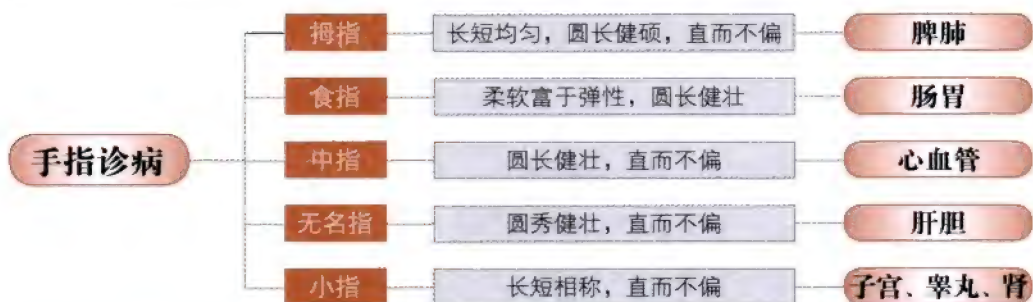 拇指 长短均匀，圆长健硕，直而不偏 脾肺
食指 柔软富于弹性，圆长健壮 肠胃
手指诊病 中指 圆长健壮，直而不偏 心血管
无名指 圆秀健壮，直而不偏 肝胆
小指 长短相称，直而不偏 子宫、睾丸、肾